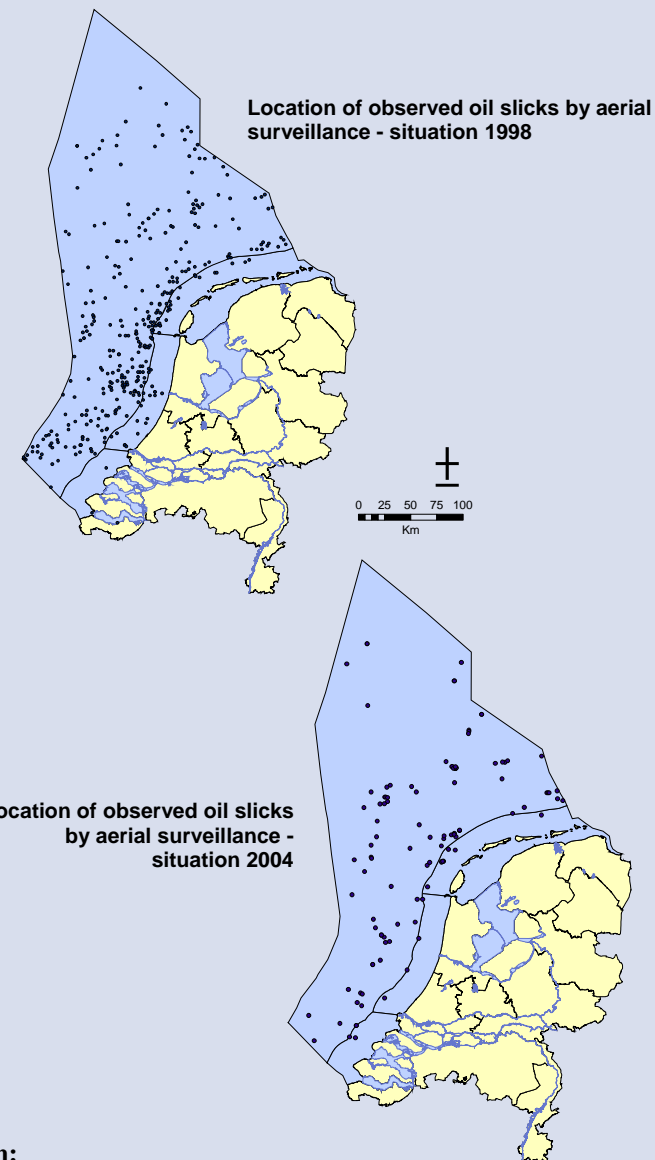 Location of observed oil slicks by aerial
surveillance - situation 1998
0 25 50 75 100
Km
ocation of observed oil slicks
by aerial surveillance -
situation 2004